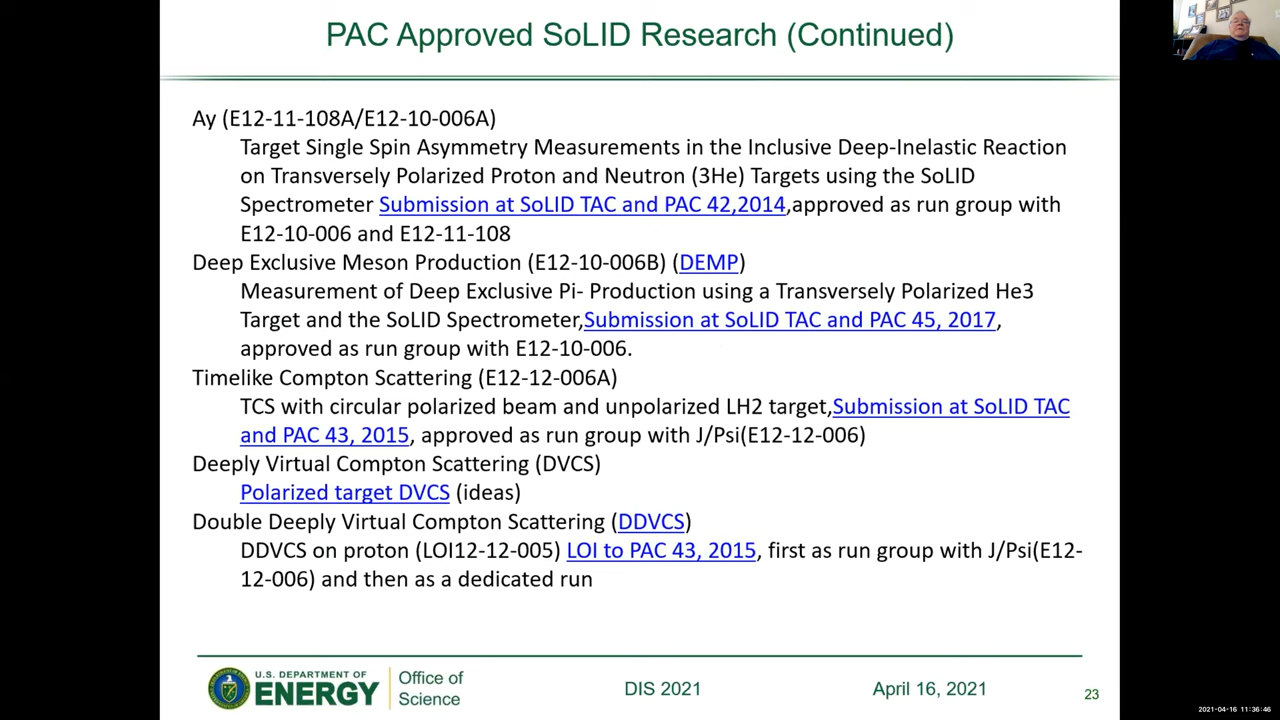 PAC Approved SoLID Research (Continued)
Ay (E12-11-108A/E12-10-006A)
Target Single Spin Asymmetry Measurements in the Inclusive Deep-Inelastic Reaction
on Transversely Polarized Proton and Neutron (3He) Targets using the SoLID
Spectrometer Submission at SoLID TAC and PAC 42,2014,approved as run group with
E12-10-006 and E12-11-108
Deep Exclusive Meson Production (E12-10-006B) (DEMP)
Measurement of Deep Exclusive Pi- Production using a Transversely Polarized He3
Target and the SoLID Spectrometer,Submission at SoLID TAC and PAC 45, 2017,
approved as run group with E12-10-006.
Timelike Compton Scattering (E12-12-006A)
TCS with circular polarized beam and unpolarized LH2 target,Submission at SoLID TAC
and PAC 43, 2015, approved as run group with J/Psi(E12-12-006)
Deeply Virtual Compton Scattering (DVCS)
Polarized target DVCS (ideas)
Double Deeply Virtual Compton Scattering (DDVCS)
DDVCS on proton (LOI12-12-005) LOI to PAC 43, 2015, first as run group with J/Psi(E12-
12-006) and then as a dedicated run
U.S. DEPARTMENT OF
ENERGY
Office of
Science
DIS 2021
April 16, 2021
23
2021-04-16 11:36:46